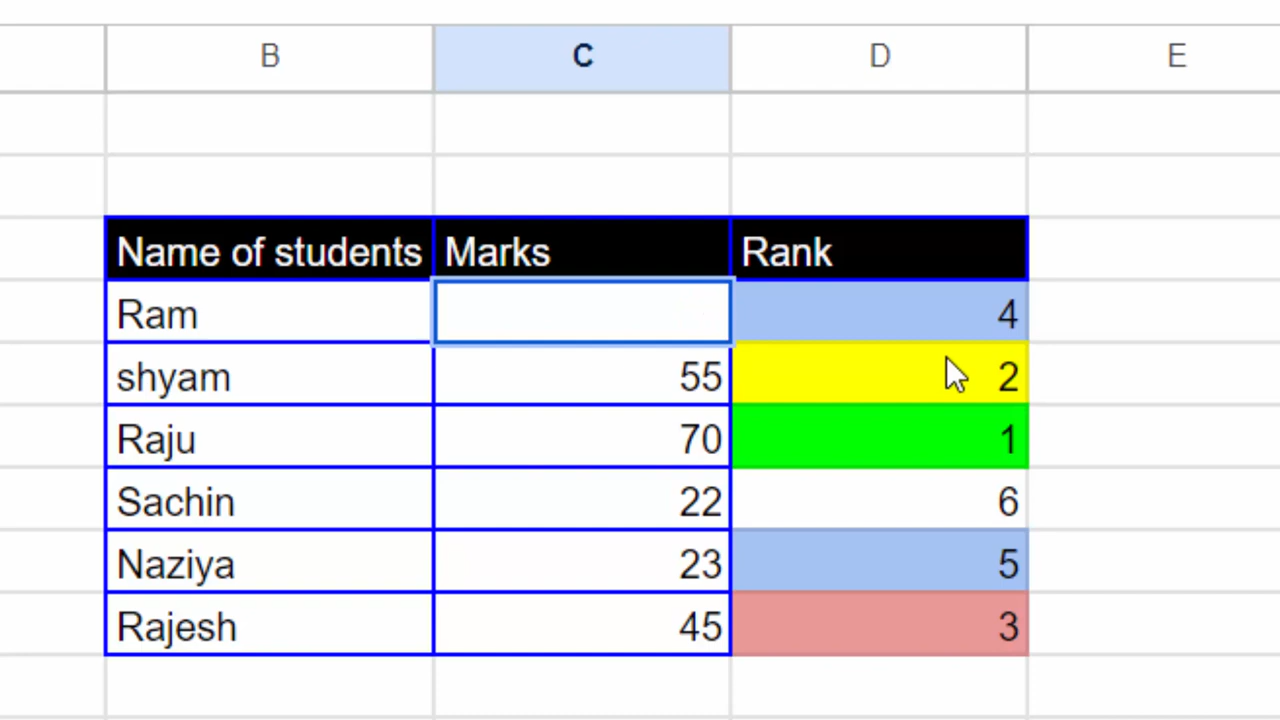 B C D E
Name of students Marks Rank
Ram 4
shyam 55 2
Raju 70 1
Sachin 22 6
Naziya 23 5
Rajesh 45 3